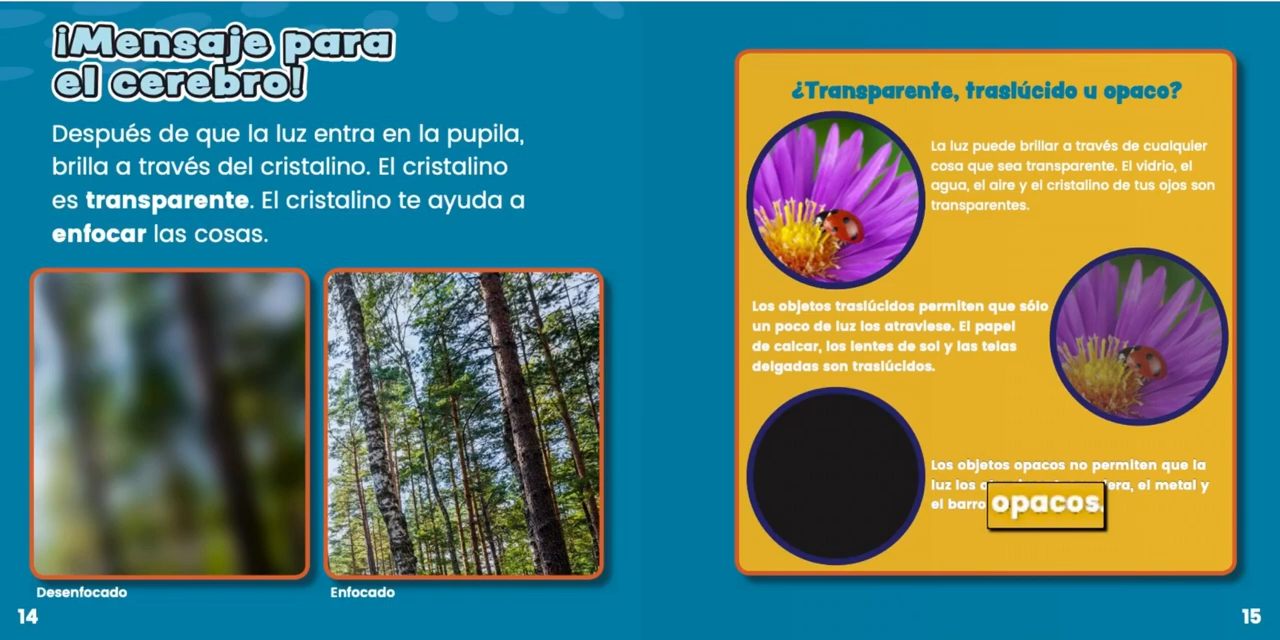 ¡Mensaje para
el cerebro!
Después de que la luz entra en la pupila,
brilla a través del cristalino. El cristalino
es transparente. El cristalino te ayuda a
enfocar las cosas.
Desenfocado
Enfocado
14
¿Transparente, traslúcido u opaco?
La luz puede brillar a través de cualquier
cosa que sea transparente. El vidrio, el
agua, el aire y el cristalino de tus ojos son
transparentes.
Los objetos traslúcidos permiten que sólo
un poco de luz los atraviese. El papel
de calcar, los lentes de sol y las telas
delgadas son traslúcidos.
Los objetos opacos no permiten que la
luz los el metal y
el barro opacos.
15